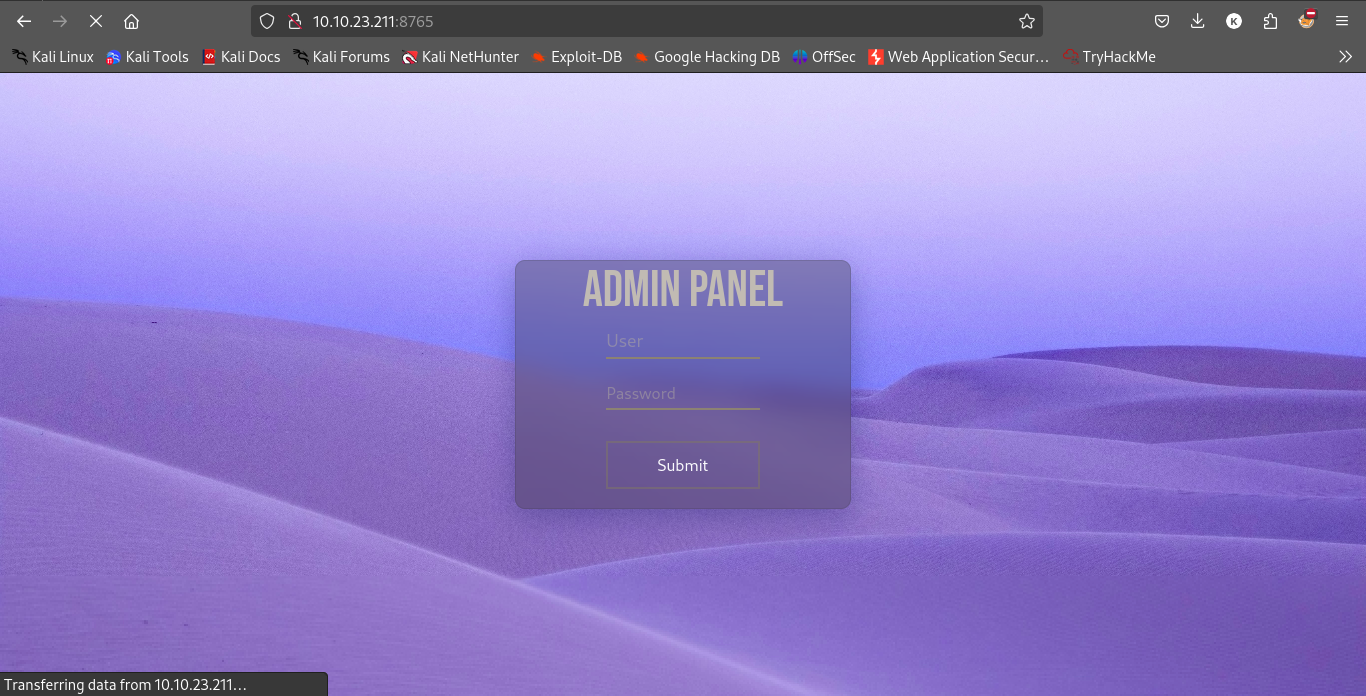 10.10.23.211:8765
Kali Linux Kali Tools Kali Docs Kali Forums Kali NetHunter Exploit-DB Google Hacking DB OffSec Web Application Secur… TryHackMe
ADMIN PANEL
User
Password
Submit
Transferring data from 10.10.23.211…